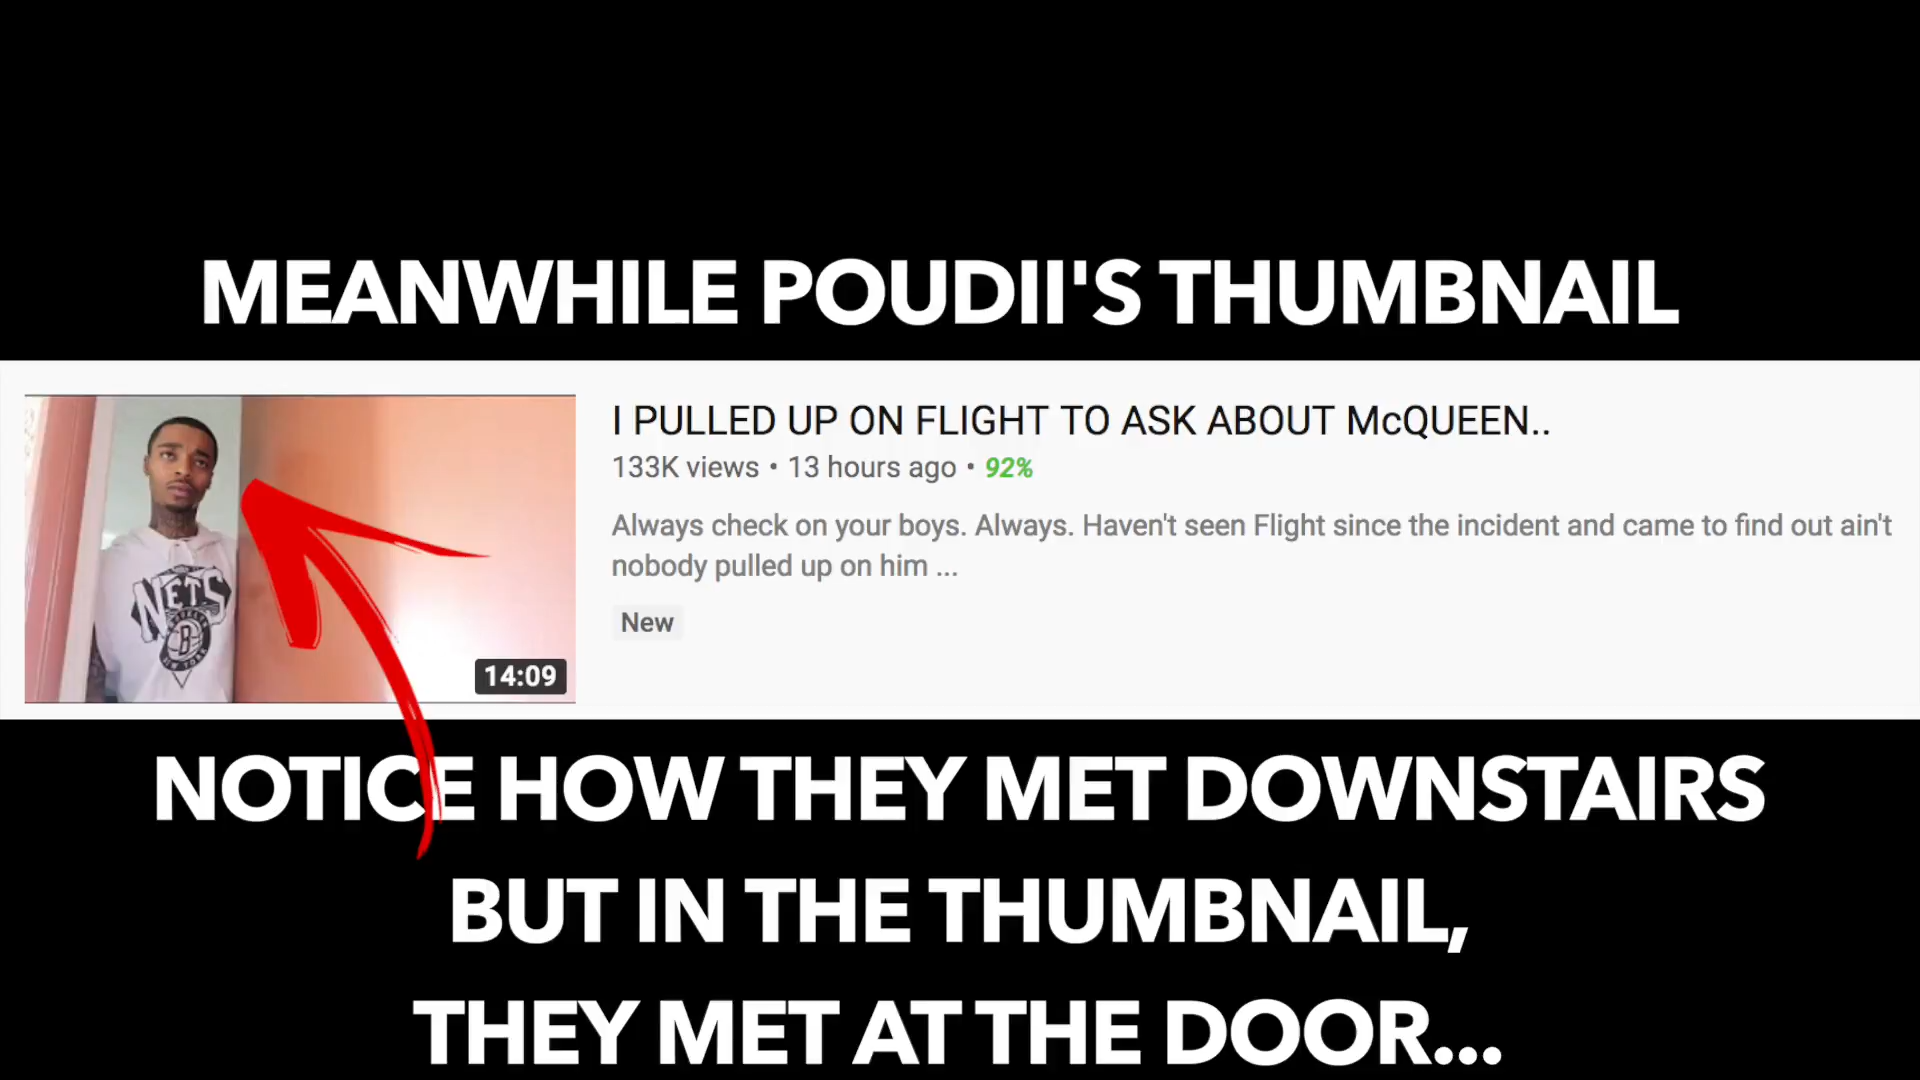 MEANWHILE POUDII'S THUMBNAIL
I PULLED UP ON FLIGHT TO ASK ABOUT McQUEEN..
133K views • 13 hours ago • 92%
Always check on your boys. Always. Haven't seen Flight since the incident and came to find out ain't
nobody pulled up on him ...
New
NETS
B
NEW YORK
14:09
NOTICE HOW THEY MET DOWNSTAIRS
BUT IN THE THUMBNAIL,
THEY MET AT THE DOOR...